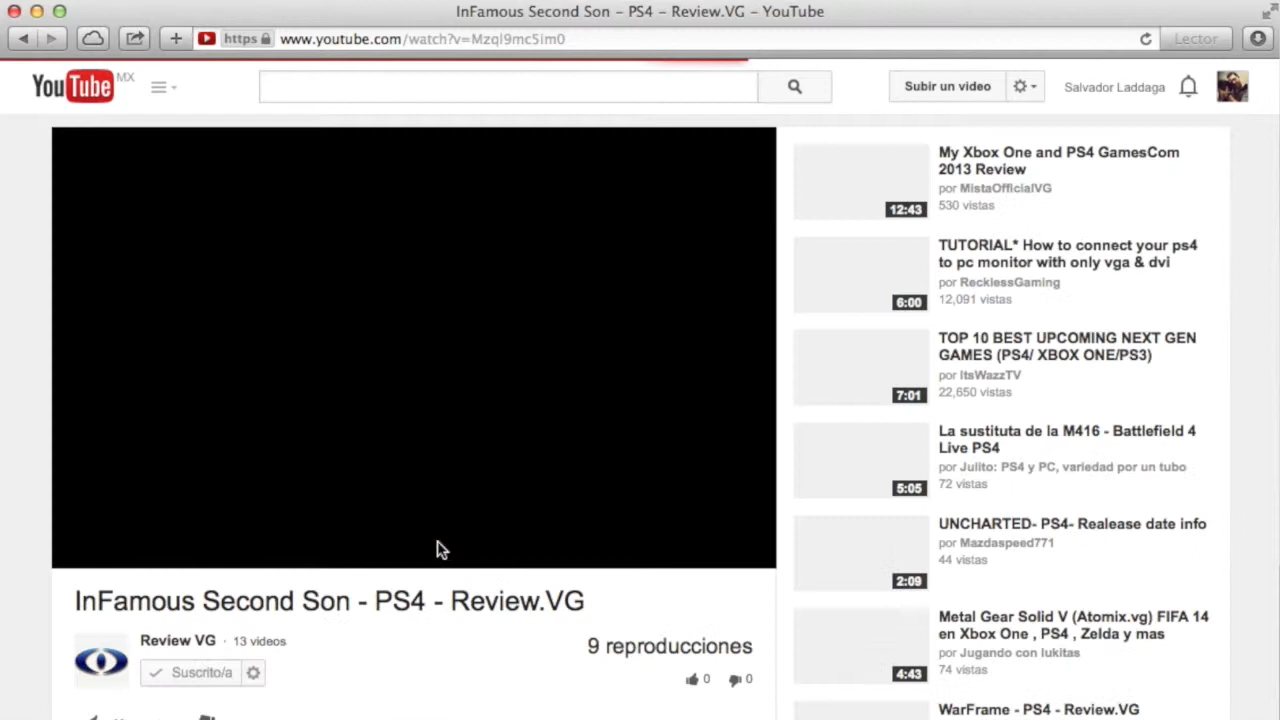 InFamous Second Son - PS4 - Review.VG - YouTube
https www.youtube.com/watch?v=Mzql9mc5im0
Lector
YouTube MX
Subir un video
Salvador Laddaga
My Xbox One and PS4 GamesCom
2013 Review
por MistaOfficialVG
530 vistas
12:43
TUTORIAL* How to connect your ps4
to pc monitor with only vga & dvi
por RecklessGaming
12,091 vistas
6:00
TOP 10 BEST UPCOMING NEXT GEN
GAMES (PS4/ XBOX ONE/PS3)
por ItsWazzTV
22,650 vistas
7:01
La sustituta de la M416 - Battlefield 4
Live PS4
por Julito: PS4 y PC, variedad por un tubo
72 vistas
5:05
UNCHARTED- PS4- Realease date info
por Mazdaspeed771
44 vistas
2:09
Metal Gear Solid V (Atomix.vg) FIFA 14
en Xbox One , PS4 , Zelda y mas
por Jugando con lukitas
74 vistas
4:43
WarFrame - PS4 - Review.VG
InFamous Second Son - PS4 - Review.VG
Review VG · 13 videos
Suscrito/a
9 reproducciones
0 0